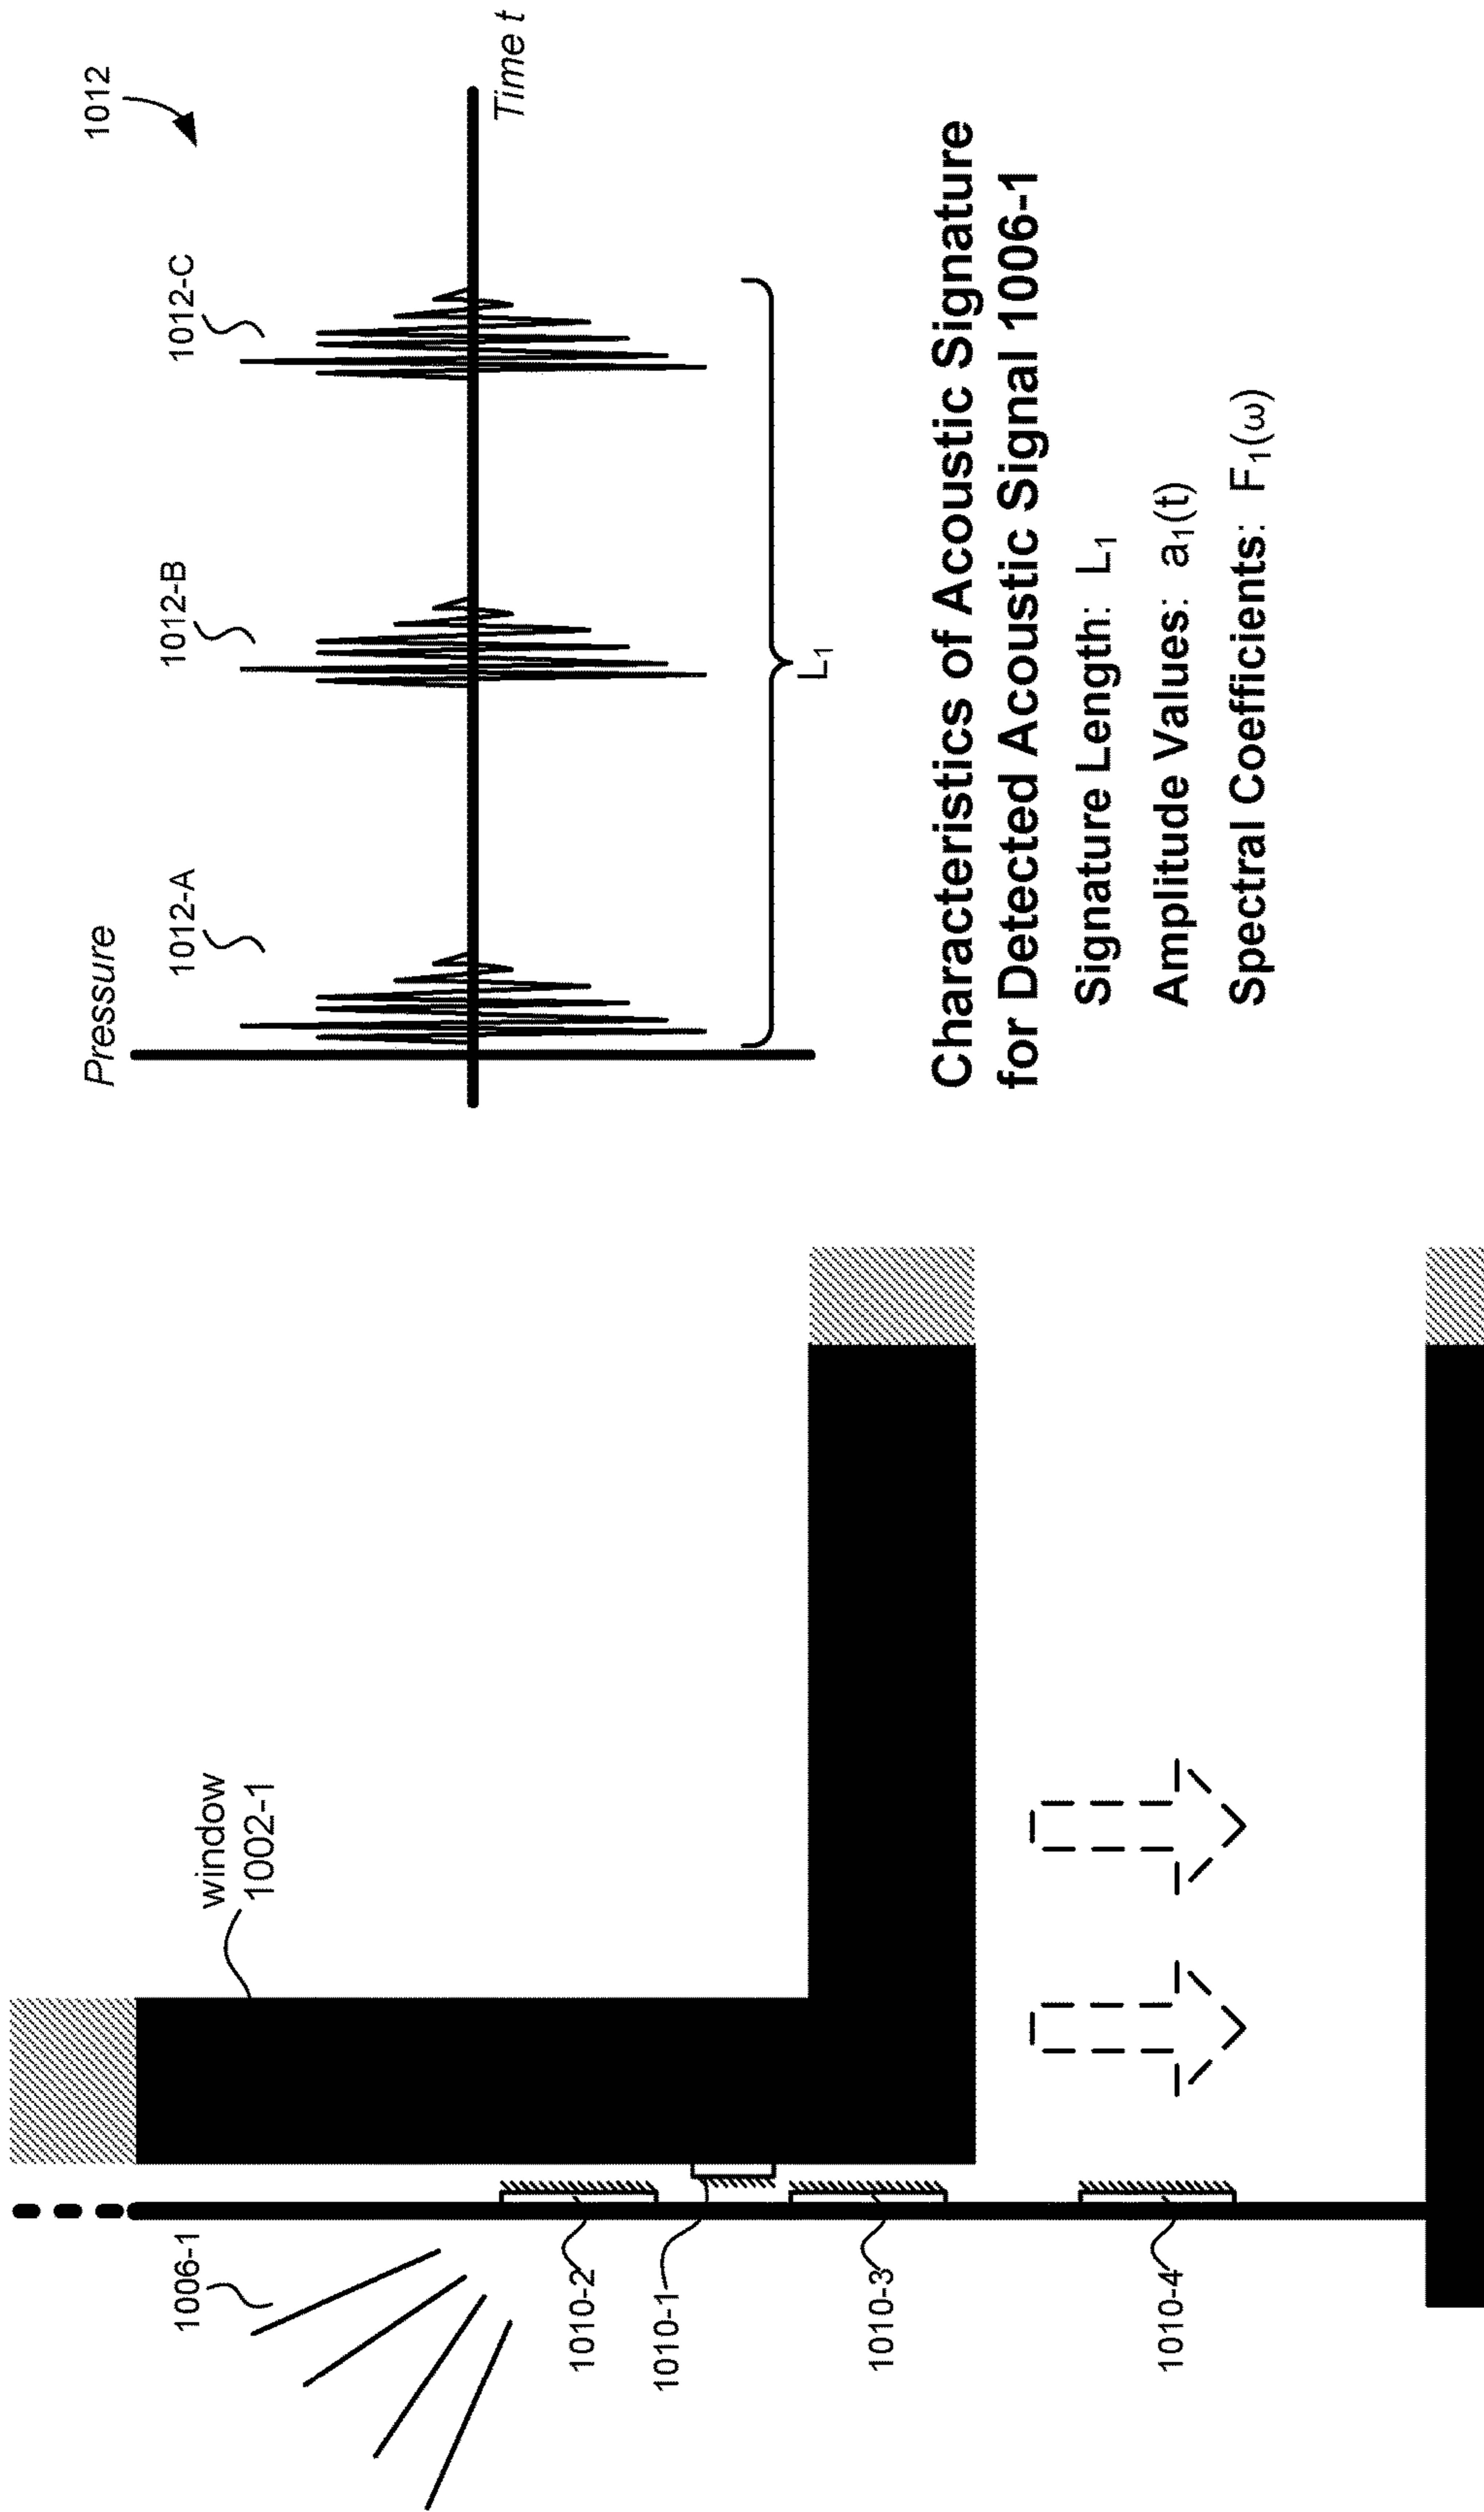 window
1002-1
1006-1
1010-2
1010-1
1010-3
1010-4
Pressure
1012
1012-A
1012-B
1012-C
Time t
L₁
Characteristics of Acoustic Signature
for Detected Acoustic Signal 1006-1
Signature Length: L₁
Amplitude Values: a₁(t)
Spectral Coefficients: F₁(ω)